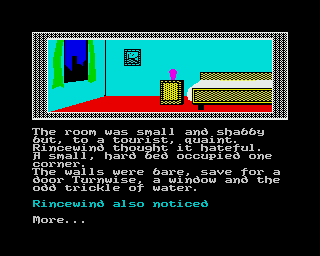 The room was small and shabby
but, to a tourist, quaint.
Rincewind thought it hateful.
A small, hard bed occupied one
corner.
The walls were bare, save for a
door Turnwise, a window and the
odd trickle of water.
Rincewind also noticed
More...